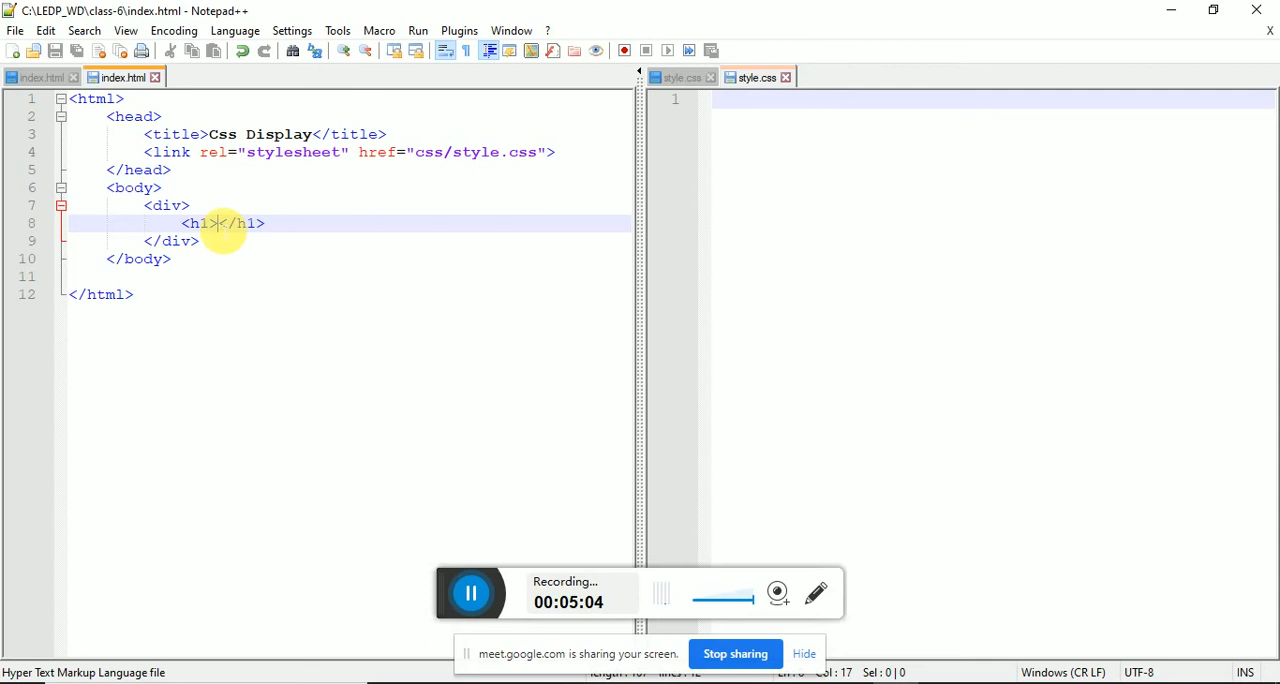 C:\LEDP_WD\class-6\index.html - Notepad++
File Edit Search View Encoding Language Settings Tools Macro Run Plugins Window ? X
index.html index.html style.css style.css
1 <html>
2 <head>
3 <title>Css Display</title>
4 <link rel="stylesheet" href="css/style.css">
5 </head>
6 <body>
7 <div>
8 <h1></h1>
9 </div>
10 </body>
11
12 </html>
1
Recording...
00:05:04
meet.google.com is sharing your screen. Stop sharing Hide
Hyper Text Markup Language file Col : 17 Sel : 0 | 0 Windows (CR LF) UTF-8 INS